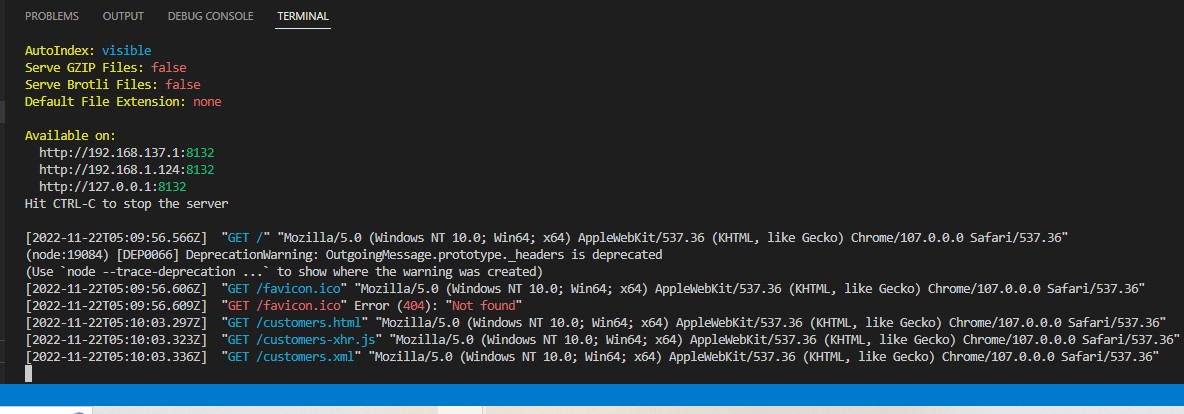 PROBLEMS OUTPUT DEBUG CONSOLE TERMINAL
AutoIndex: visible
Serve GZIP Files: false
Serve Brotli Files: false
Default File Extension: none
Available on:
http://192.168.137.1:8132
http://192.168.1.124:8132
http://127.0.0.1:8132
Hit CTRL-C to stop the server
[2022-11-22T05:09:56.566Z] "GET /" "Mozilla/5.0 (Windows NT 10.0; Win64; x64) AppleWebKit/537.36 (KHTML, like Gecko) Chrome/107.0.0.0 Safari/537.36"
(node:19084) [DEP0066] DeprecationWarning: OutgoingMessage.prototype._headers is deprecated
(Use `node --trace-deprecation ...` to show where the warning was created)
[2022-11-22T05:09:56.606Z] "GET /favicon.ico" "Mozilla/5.0 (Windows NT 10.0; Win64; x64) AppleWebKit/537.36 (KHTML, like Gecko) Chrome/107.0.0.0 Safari/537.36"
[2022-11-22T05:09:56.609Z] "GET /favicon.ico" Error (404): "Not found"
[2022-11-22T05:10:03.297Z] "GET /customers.html" "Mozilla/5.0 (Windows NT 10.0; Win64; x64) AppleWebKit/537.36 (KHTML, like Gecko) Chrome/107.0.0.0 Safari/537.36"
[2022-11-22T05:10:03.323Z] "GET /customers-xhr.js" "Mozilla/5.0 (Windows NT 10.0; Win64; x64) AppleWebKit/537.36 (KHTML, like Gecko) Chrome/107.0.0.0 Safari/537.36"
[2022-11-22T05:10:03.336Z] "GET /customers.xml" "Mozilla/5.0 (Windows NT 10.0; Win64; x64) AppleWebKit/537.36 (KHTML, like Gecko) Chrome/107.0.0.0 Safari/537.36"